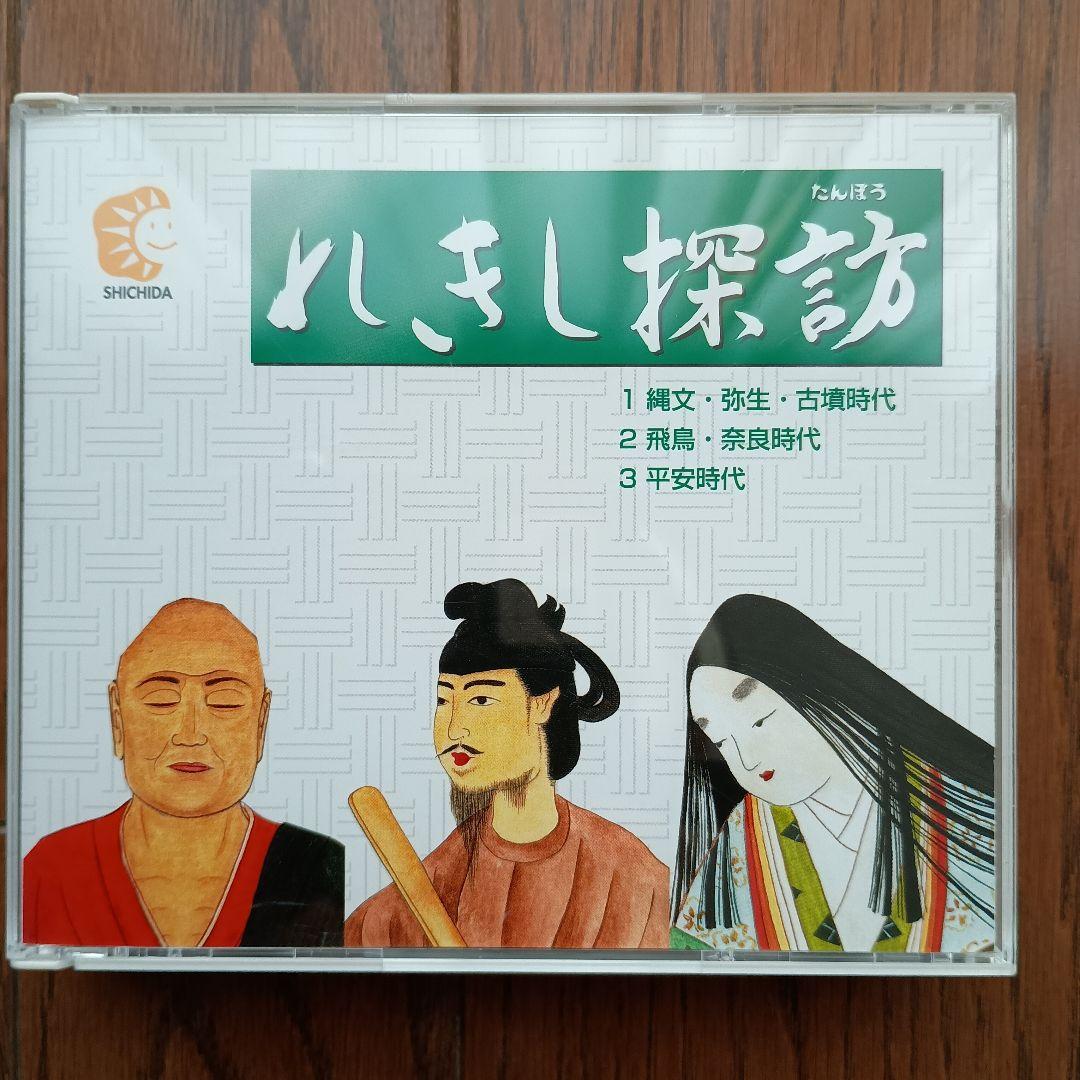 SHICHIDA
たんぼう
れきし探訪
1 縄文・弥生・古墳時代
2 飛鳥・奈良時代
3 平安時代